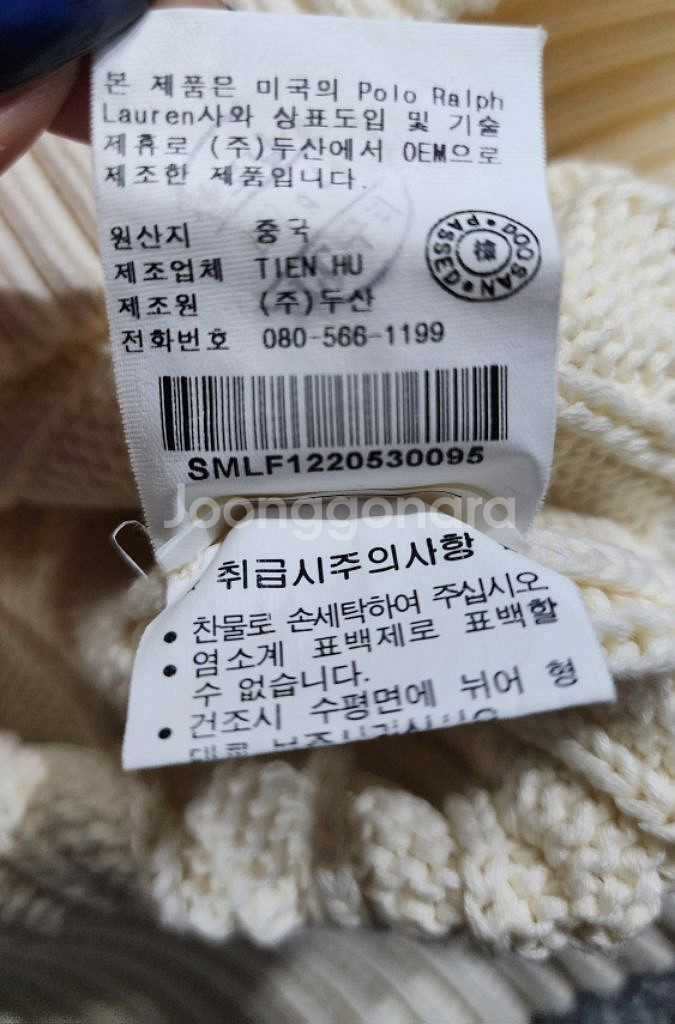 본 제품은 미국의 Polo Ralph
Lauren사와 상표도입 및 기술
제휴로 (주)두산에서 OEM으로
제조한 제품입니다.
원산지 중국
제조업체 TIEN HU
제조원 (주)두산
전화번호 080-566-1199
DOOSAN PASSED
SMLF1220530095
Joonggonara
취급시주의사항
• 찬물로 손세탁하여 주십시오
• 염소계 표백제로 표백할
수 없습니다.
• 건조시 수평면에 뉘어 형